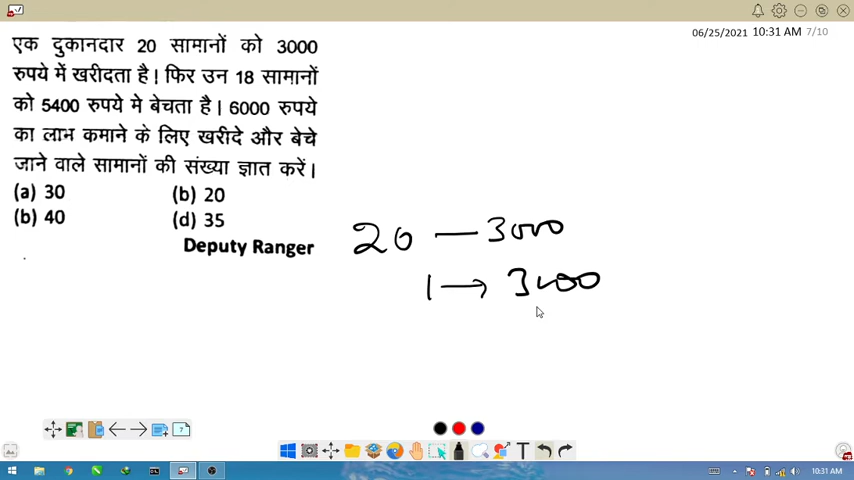 06/25/2021 10:31 AM 7/10
एक दुकानदार 20 सामानों को 3000
रुपये में खरीदता है! फिर उन 18 सामानों
को 5400 रुपये मे बेचता है | 6000 रुपये
का लाभ कमाने के लिए खरीदे और बेचे
जाने वाले सामानों की संख्या ज्ञात करें|
(a) 30 (b) 20
(b) 40 (d) 35
Deputy Ranger
20 — 3000
1 → 3000
7
T
10:31 AM